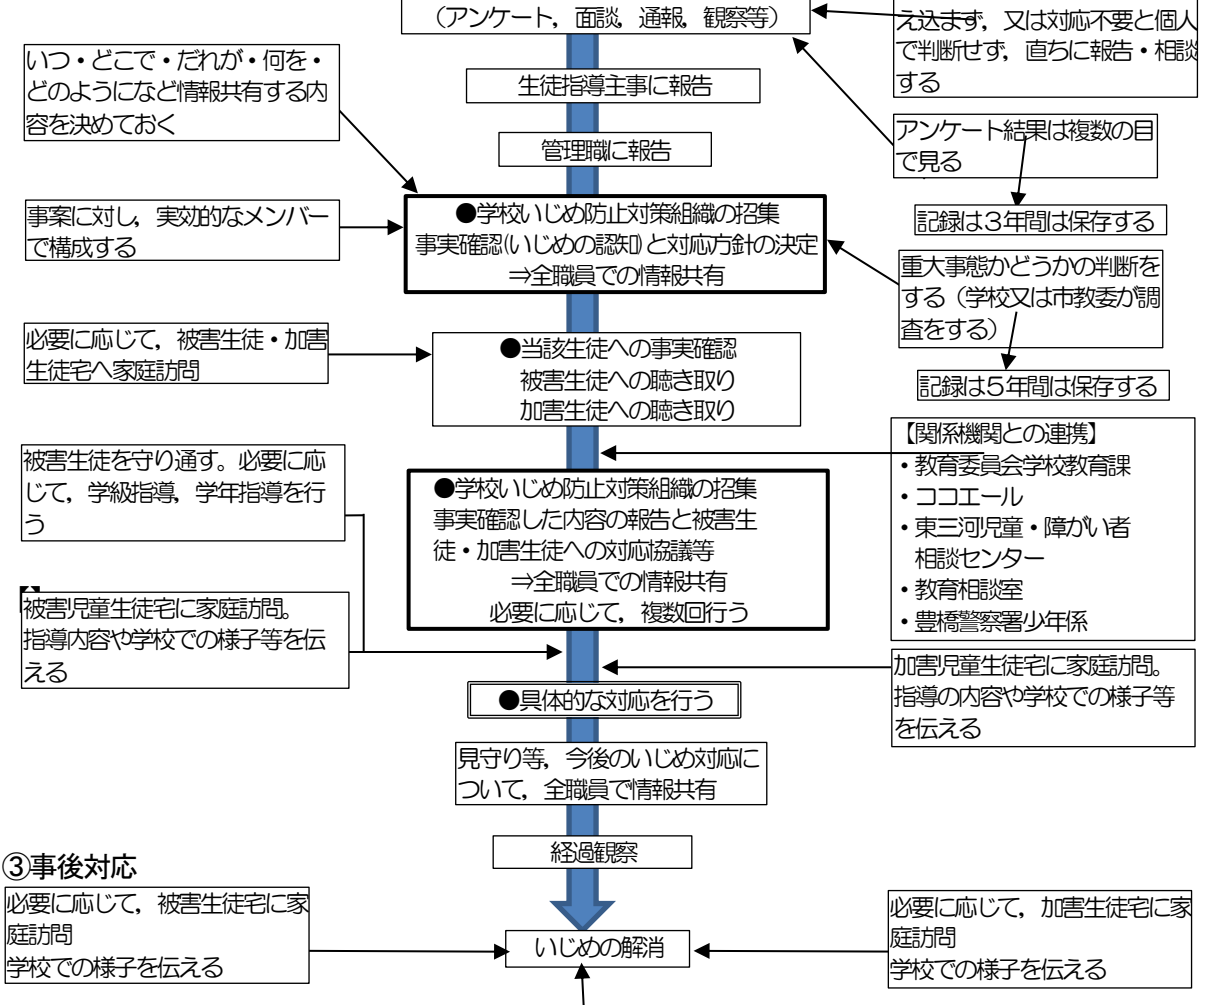 （アンケート，面談，通報，観察等）
え込まず，又は対応不要と個人
で判断せず，直ちに報告・相談
する
いつ・どこで・だれが・何を・
どのようになど情報共有する内
容を決めておく
生徒指導主事に報告
アンケート結果は複数の目
で見る
管理職に報告
事案に対し，実効的なメンバー
で構成する
●学校いじめ防止対策組織の招集
事実確認(いじめの認知)と対応方針の決定
⇒全職員での情報共有
記録は３年間は保存する
重大事態かどうかの判断を
する（学校又は市教委が調
査をする）
必要に応じて，被害生徒・加害
生徒宅へ家庭訪問
●当該生徒への事実確認
被害生徒への聴き取り
加害生徒への聴き取り
記録は５年間は保存する
【関係機関との連携】
・教育委員会学校教育課
・ココエール
・東三河児童・障がい者
相談センター
・教育相談室
・豊橋警察署少年係
被害生徒を守り通す。必要に応
じて，学級指導，学年指導を行
う
●学校いじめ防止対策組織の招集
事実確認した内容の報告と被害生
徒・加害生徒への対応協議等
⇒全職員での情報共有
必要に応じて，複数回行う
被害児童生徒宅に家庭訪問。
指導内容や学校での様子等を伝
える
加害児童生徒宅に家庭訪問。
指導の内容や学校での様子等
を伝える
●具体的な対応を行う
見守り等，今後のいじめ対応に
ついて，全職員で情報共有
経過観察
③事後対応
必要に応じて，被害生徒宅に家
庭訪問
学校での様子を伝える
いじめの解消
必要に応じて，加害生徒宅に家
庭訪問
学校での様子を伝える